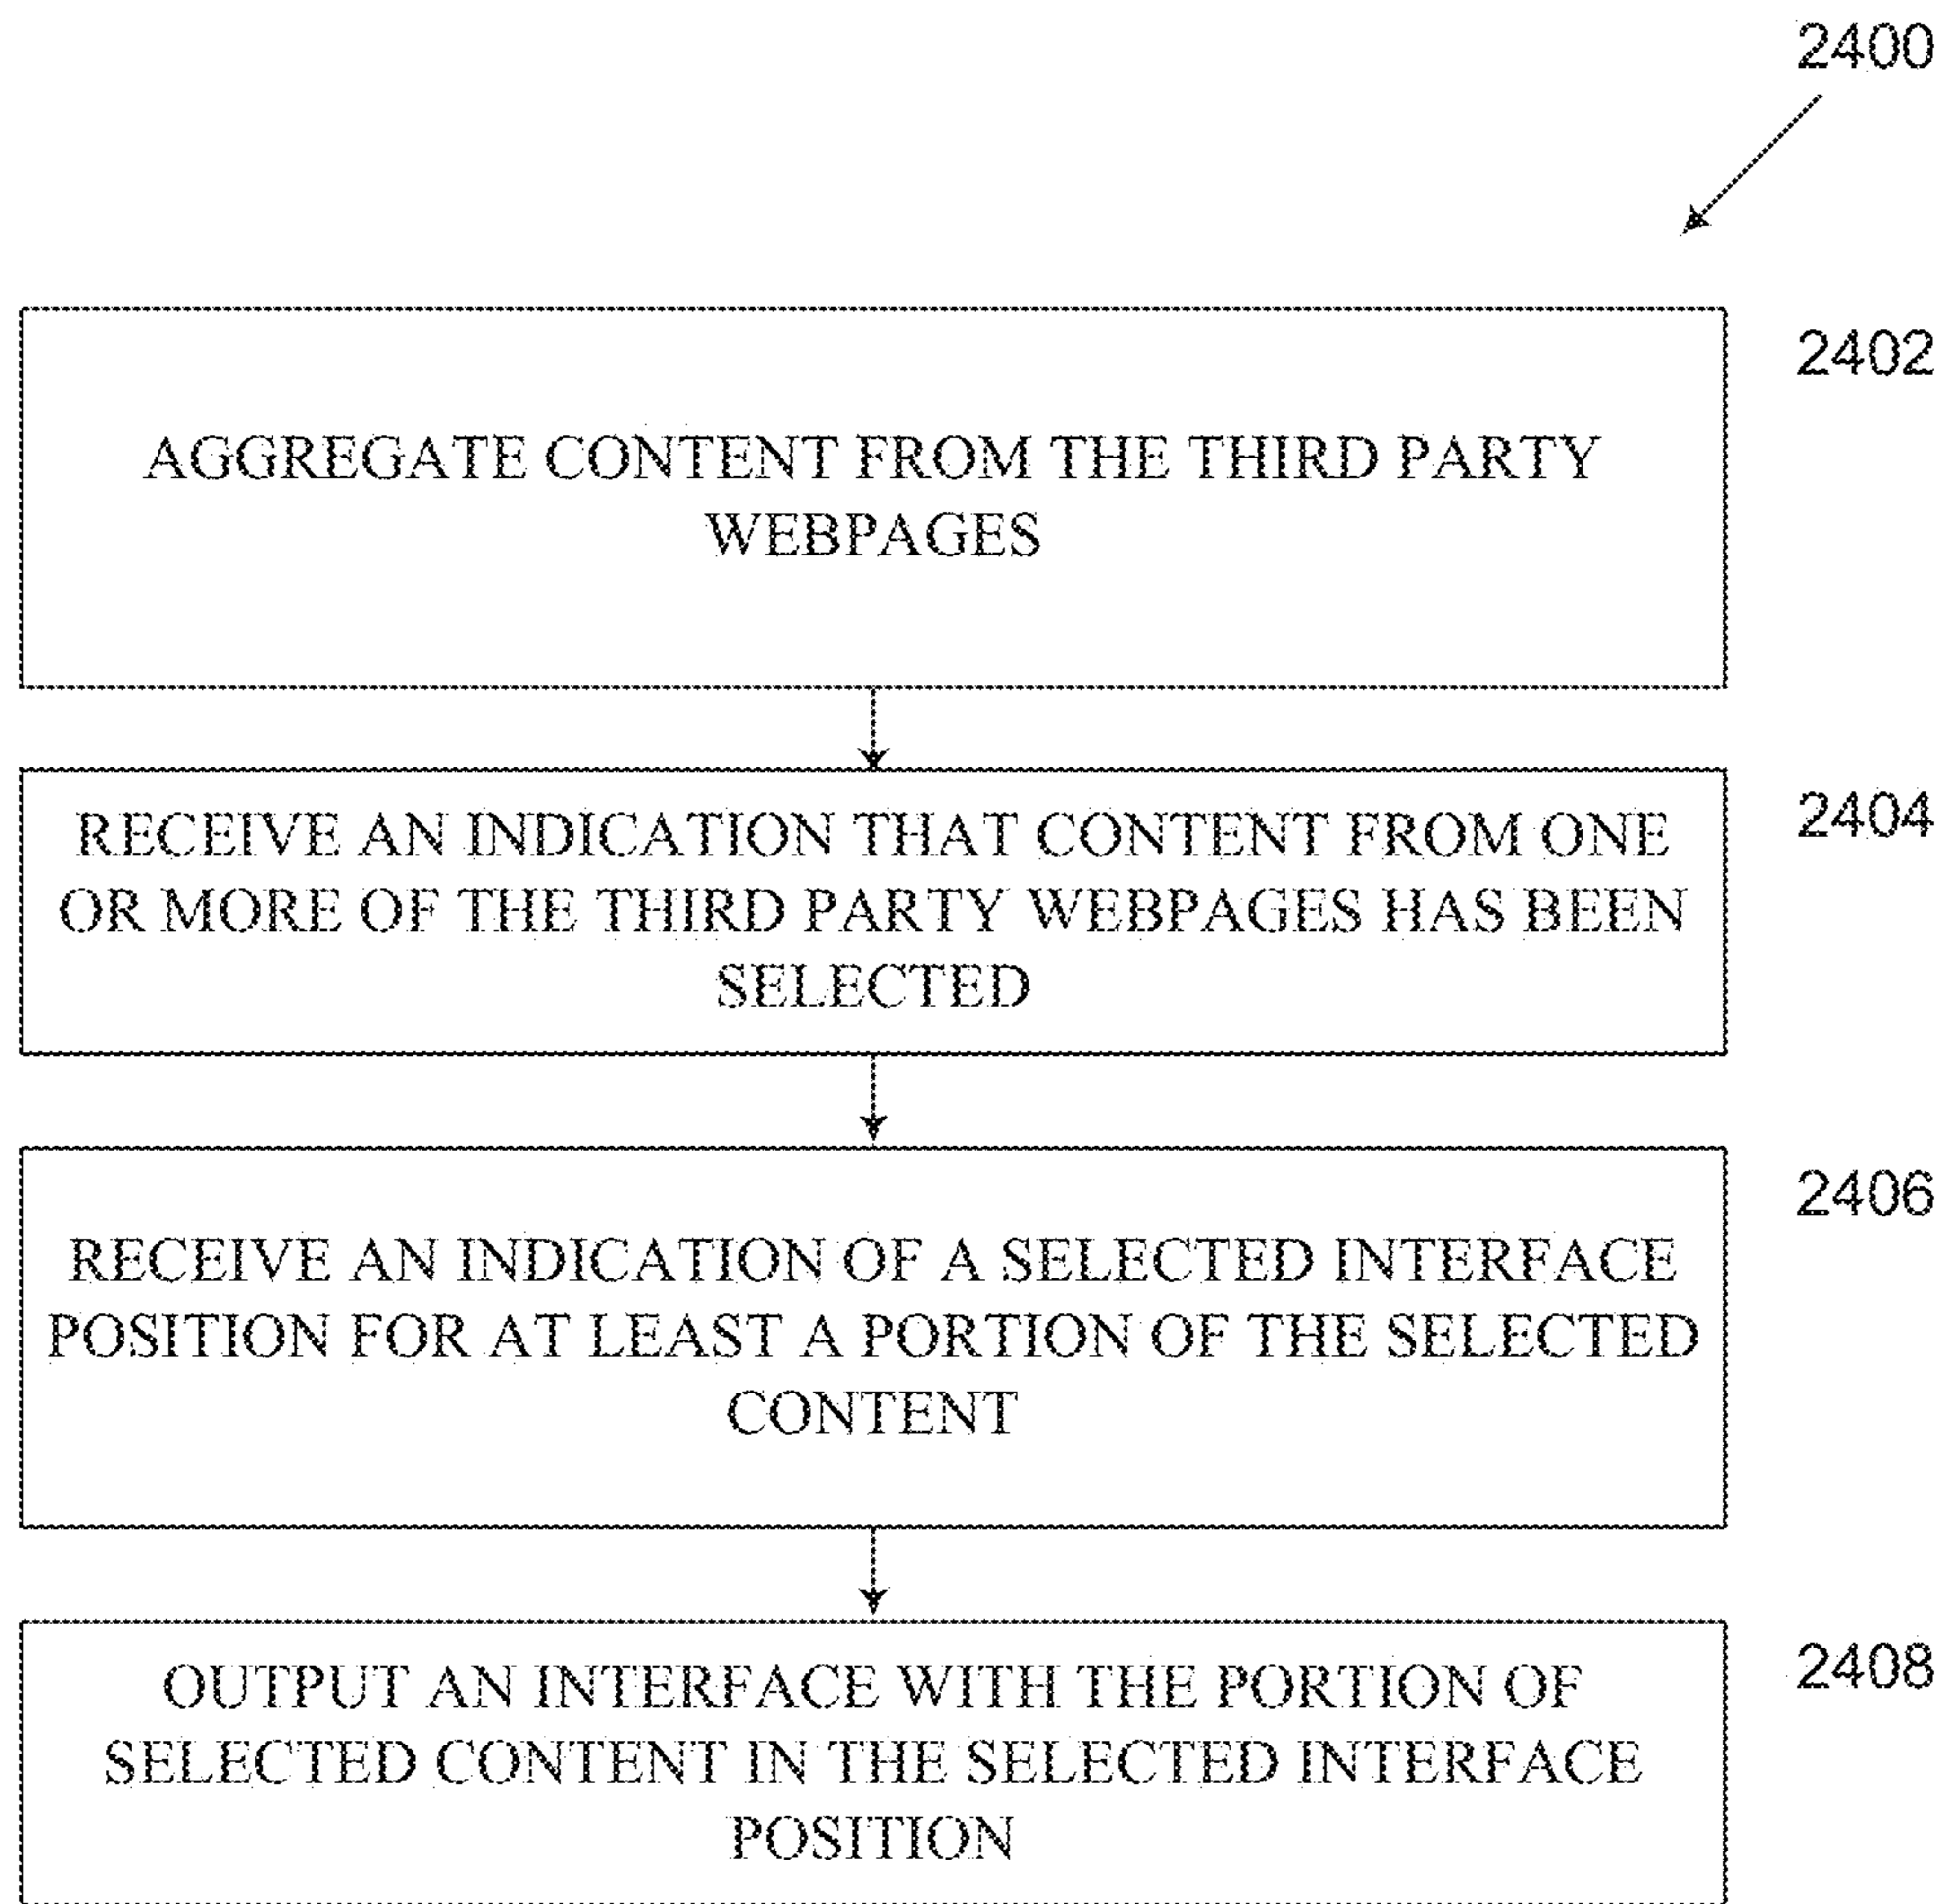 2400
2402
AGGREGATE CONTENT FROM THE THIRD PARTY
WEBPAGES
2404
RECEIVE AN INDICATION THAT CONTENT FROM ONE
OR MORE OF THE THIRD PARTY WEBPAGES HAS BEEN
SELECTED
2406
RECEIVE AN INDICATION OF A SELECTED INTERFACE
POSITION FOR AT LEAST A PORTION OF THE SELECTED
CONTENT
2408
OUTPUT AN INTERFACE WITH THE PORTION OF
SELECTED CONTENT IN THE SELECTED INTERFACE
POSITION